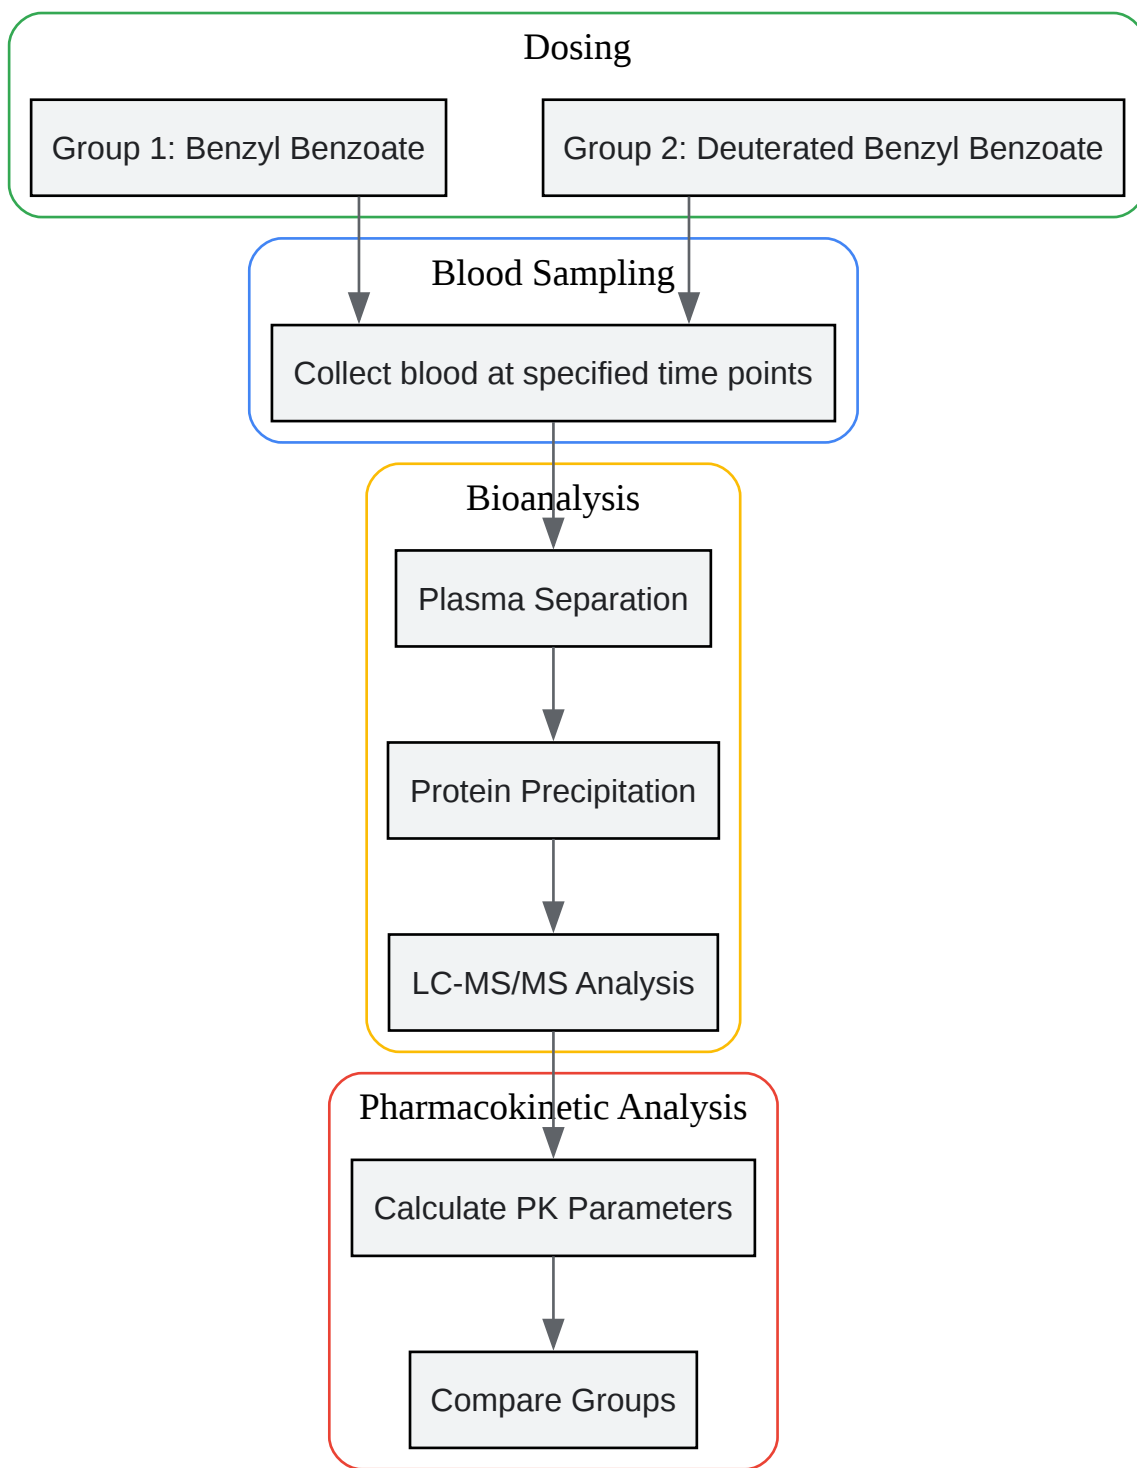 Dosing
Group 1: Benzyl Benzoate
Group 2: Deuterated Benzyl Benzoate
Blood Sampling
Collect blood at specified time points
Bioanalysis
Plasma Separation
Protein Precipitation
LC-MS/MS Analysis
Pharmacokinetic Analysis
Calculate PK Parameters
Compare Groups